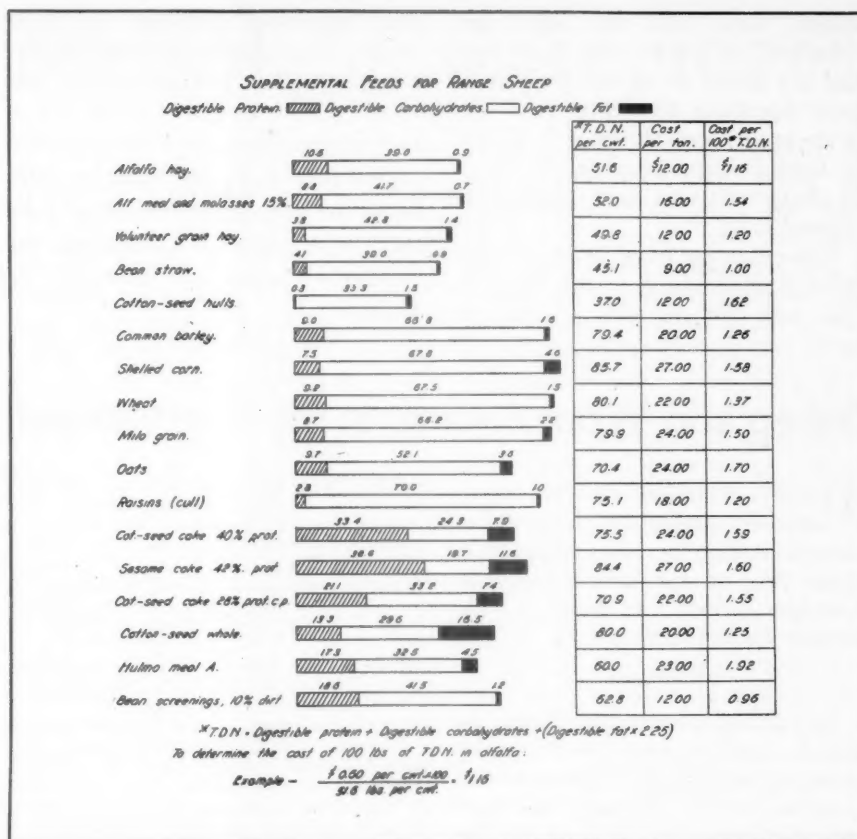 SUPPLEMENTAL FEEDS FOR RANGE SHEEP
Digestible Protein Digestible Carbohydrates Digestible Fat
*T.D.N. per cwt. Cost per ton. Cost per 100# T.D.N.
10.6 39.0 0.9
Alfalfa hay. 51.6 $12.00 $1.16
8.8 41.7 0.7
Alf meal and molasses 15% 52.0 16.00 1.54
3.8 42.8 1.4
Volunteer grain hay. 49.8 12.00 1.20
4.1 39.0 0.9
Bean straw. 45.1 9.00 1.00
0.3 33.3 1.5
Cotton-seed hulls 37.0 12.00 1.62
9.0 66.8 1.6
Common barley. 79.4 20.00 1.26
7.5 67.8 4.6
Shelled corn. 85.7 27.00 1.58
9.2 67.5 1.5
Wheat 80.1 22.00 1.37
8.7 66.2 2.2
Milo grain. 79.9 24.00 1.50
9.7 52.1 3.8
Oats 70.4 24.00 1.70
2.8 70.0 1.0
Raisins (cull) 75.1 18.00 1.20
33.4 24.3 7.9
Cot.-seed cake 40% prot. 75.5 24.00 1.59
38.6 19.7 11.6
Sesame cake 42%. prot 84.4 27.00 1.60
21.1 33.2 7.4
Cot-seed cake 28% prot.c.p. 70.9 22.00 1.55
13.3 29.6 16.5
Cotton-seed whole. 80.0 20.00 1.25
17.3 32.6 4.5
Hulmo meal A. 60.0 23.00 1.92
18.6 41.5 1.2
Bean screenings, 10% dirt 62.8 12.00 0.96
*T.D.N = Digestible protein + Digestible carbohydrates + (Digestible fat x 2.25)
To determine the cost of 100 lbs of T.D.N. in alfalfa:
Example - $0.60 per cwt.x100 = $1.16
51.6 lbs. per cwt.